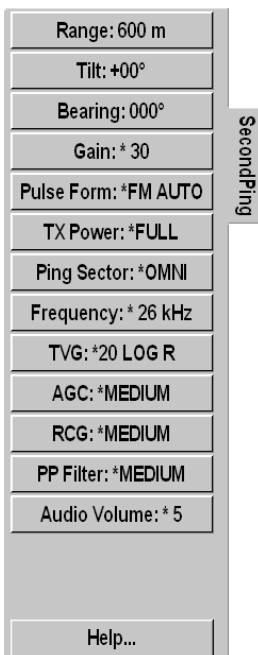 Range: 600 m
Tilt: +00°
Bearing: 000°
Gain: * 30
Pulse Form: *FM AUTO
TX Power: *FULL
Ping Sector: *OMNI
Frequency: * 26 kHz
TVG: *20 LOG R
AGC: *MEDIUM
RCG: *MEDIUM
PP Filter: *MEDIUM
Audio Volume: * 5
Help...
SecondPing